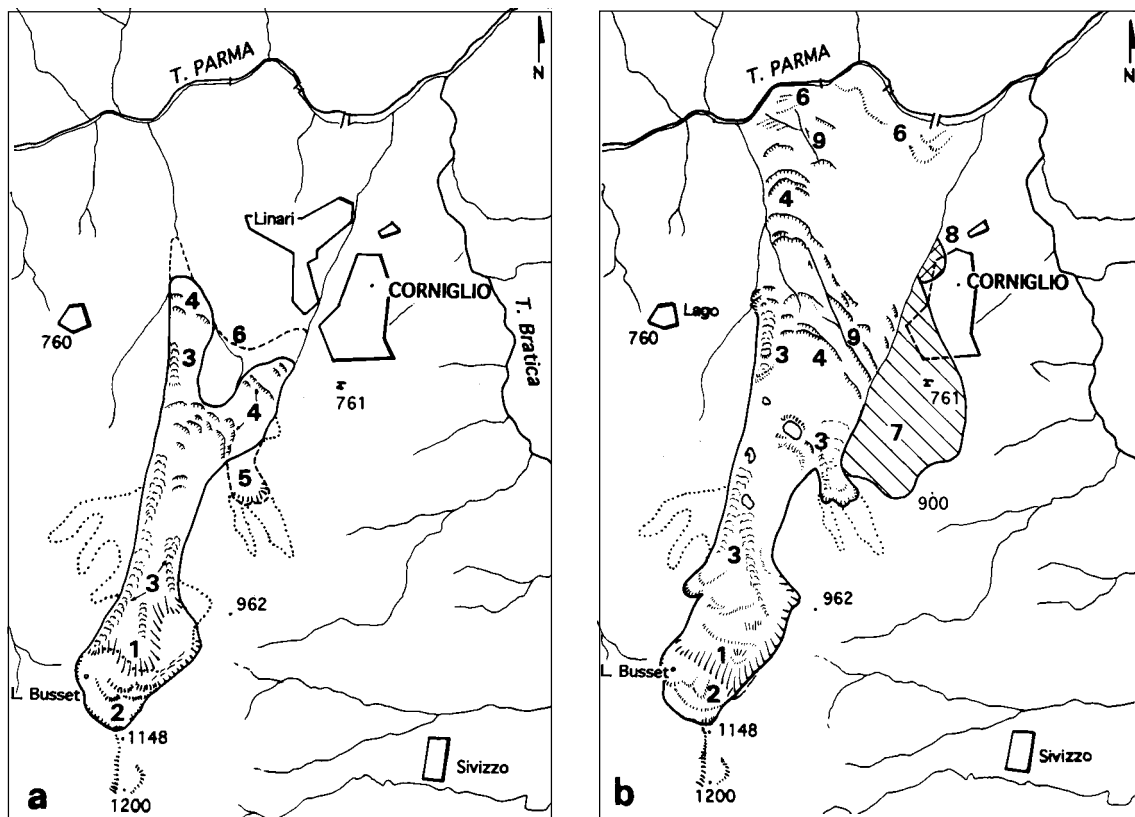 T. PARMA
N
Linari
4
CORNIGLIO
6
760
3
T. Bratica
4
761
5
3
962
1
L. Busset
2
1148
Sivizzo
1200
a
T. PARMA
N
6
6
9
4
8
CORNIGLIO
Lago
760
9
3
4
761
7
3
900
3
962
1
L. Busset
2
1148
Sivizzo
1200
b